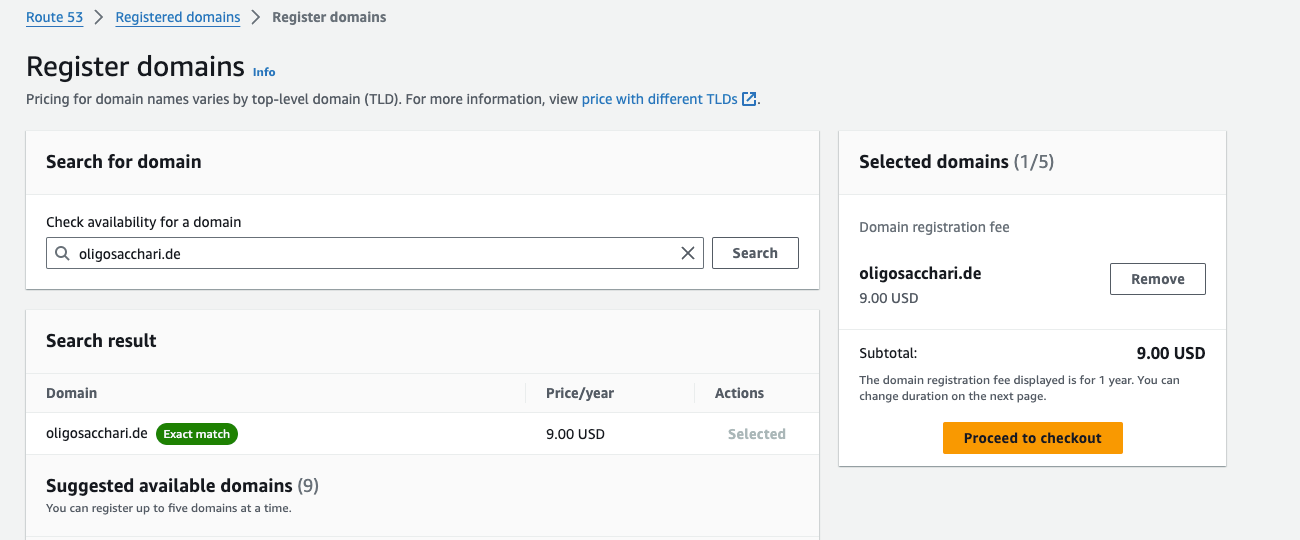 Route 53 > Registered domains > Register domains
Register domains Info
Pricing for domain names varies by top-level domain (TLD). For more information, view price with different TLDs.
Search for domain
Check availability for a domain
oligosacchari.de
Search
Search result
Domain Price/year Actions
oligosacchari.de Exact match 9.00 USD Selected
Suggested available domains (9)
You can register up to five domains at a time.
Selected domains (1/5)
Domain registration fee
oligosacchari.de
9.00 USD
Remove
Subtotal: 9.00 USD
The domain registration fee displayed is for 1 year. You can
change duration on the next page.
Proceed to checkout